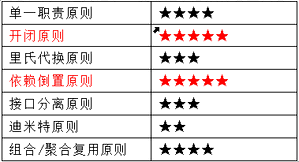 单一职责原则 ★★★★
开闭原则 ★★★★★
里氏代换原则 ★★★
依赖倒置原则 ★★★★★
接口分离原则 ★★★
迪米特原则 ★★
组合/聚合复用原则 ★★★★